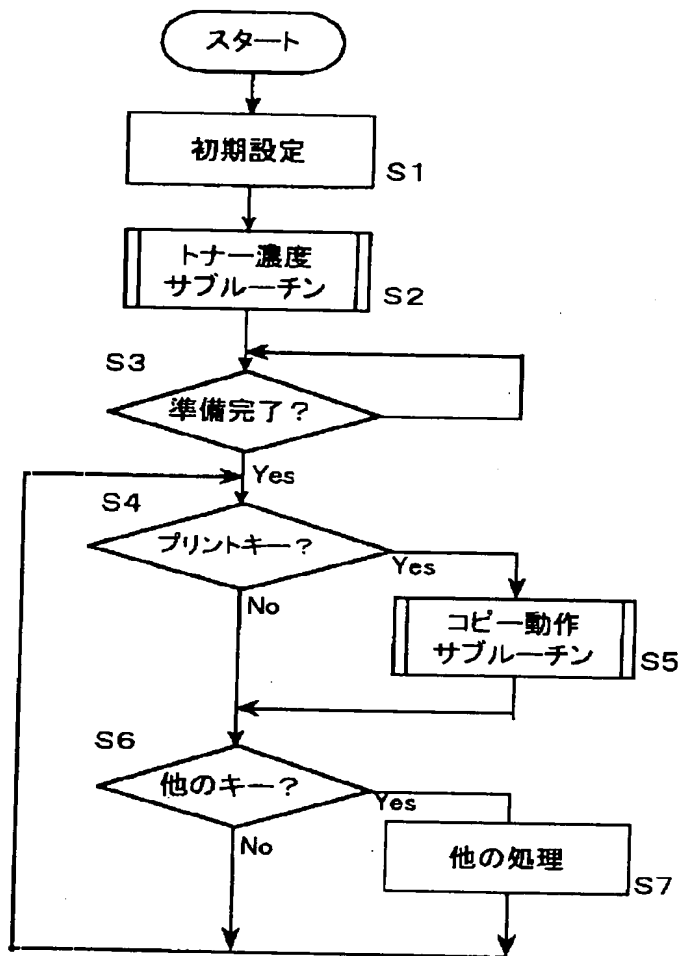 スタート
初期設定
S1
トナー濃度
サブルーチン
S2
S3
準備完了?
Yes
S4
プリントキー?
Yes
No
コピー動作
サブルーチン
S5
S6
他のキー?
Yes
No
他の処理
S7